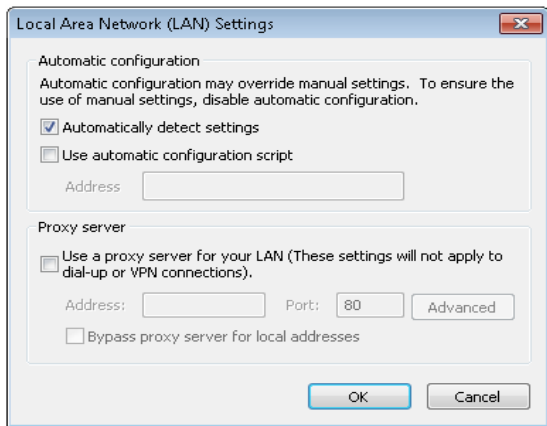 Local Area Network (LAN) Settings
Automatic configuration
Automatic configuration may override manual settings. To ensure the
use of manual settings, disable automatic configuration.
Automatically detect settings
Use automatic configuration script
Address
Proxy server
Use a proxy server for your LAN (These settings will not apply to
dial-up or VPN connections).
Address: Port: 80 Advanced
Bypass proxy server for local addresses
OK Cancel